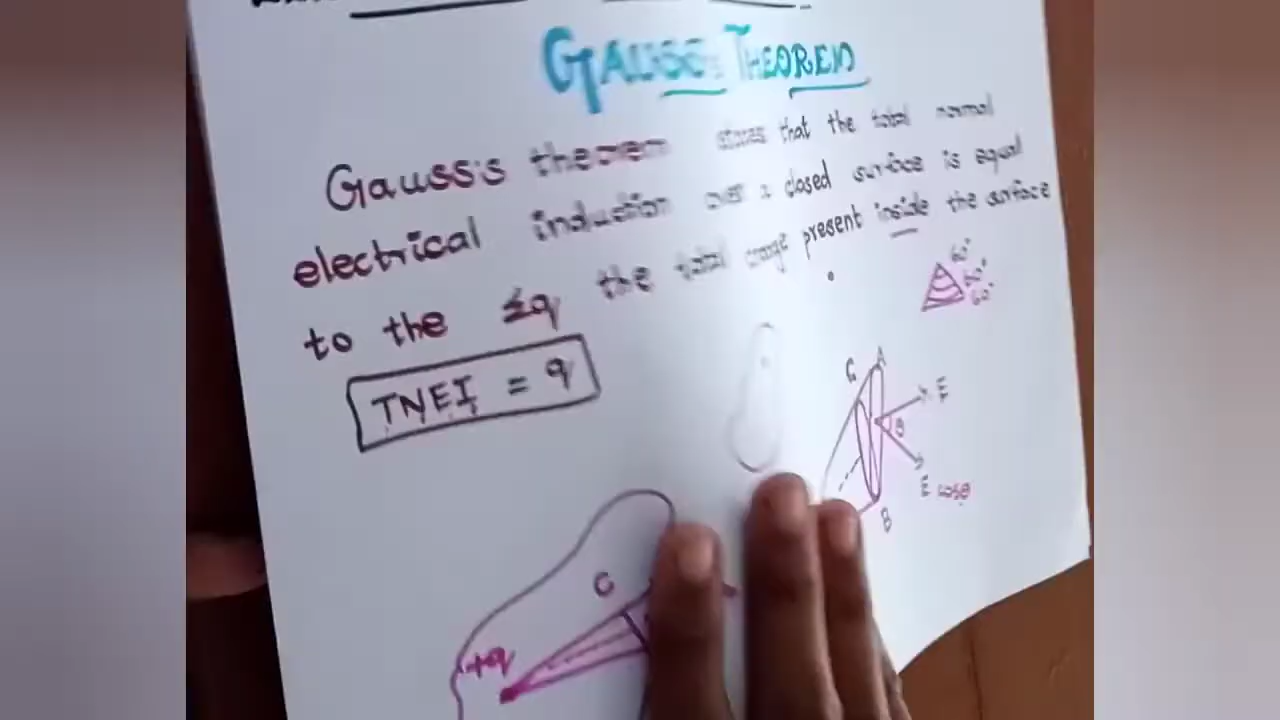 GAUSS'S THEOREM
Gauss's theorem states that the total normal
electrical induction over a closed surface is equal
to the Σq the total crage present inside the surface
TNEI = q
60°
60°
60°
C A
E
θ
E cosθ
B
C
+q